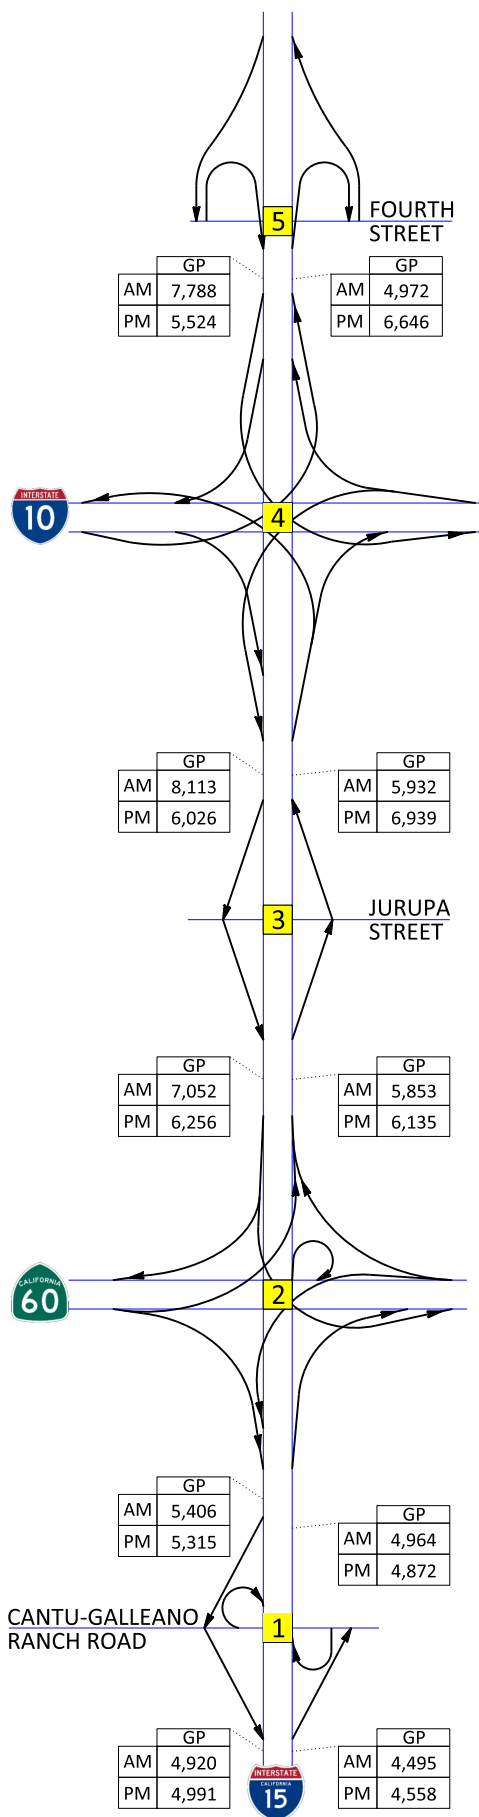 5
FOURTH
STREET
GP
AM 7,788
PM 5,524
GP
AM 4,972
PM 6,646
INTERSTATE
10
4
GP
AM 8,113
PM 6,026
GP
AM 5,932
PM 6,939
3
JURUPA
STREET
GP
AM 7,052
PM 6,256
GP
AM 5,853
PM 6,135
CALIFORNIA
60
2
GP
AM 5,406
PM 5,315
GP
AM 4,964
PM 4,872
CANTU-GALLEANO
RANCH ROAD
1
GP
AM 4,920
PM 4,991
INTERSTATE
CALIFORNIA
15
GP
AM 4,495
PM 4,558